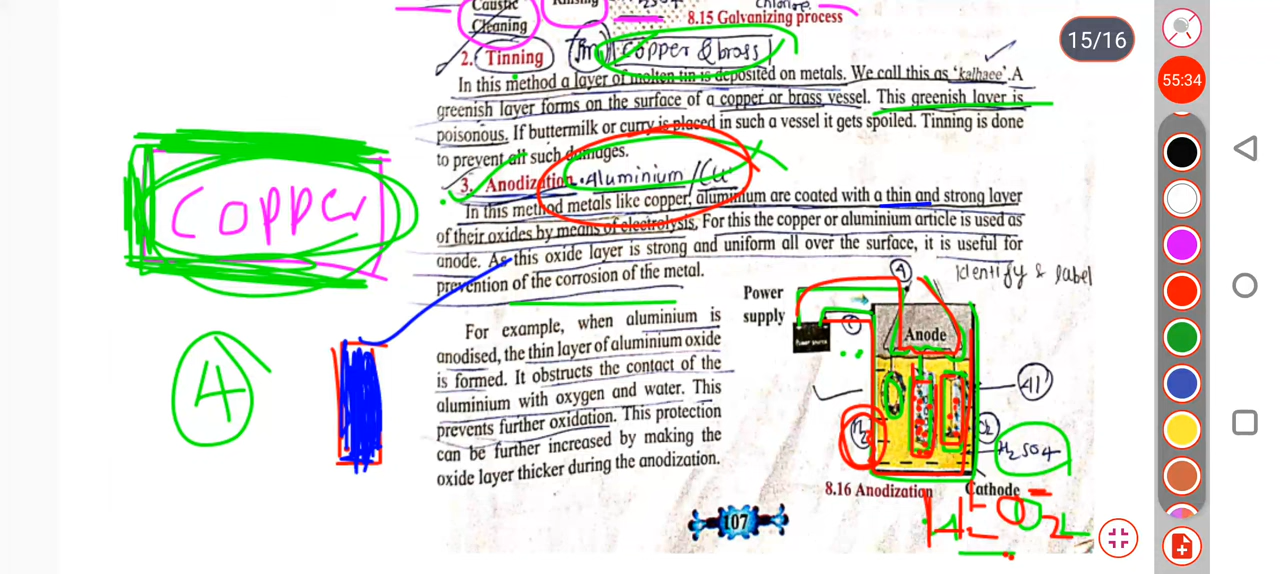 Caustic
Cleaning
8.15 Galvanizing process
15/16
55:34
2. Tinning (Tin) Copper & brass
In this method a layer of molten tin is deposited on metals. We call this as 'kalhaee'. A
greenish layer forms on the surface of a copper or brass vessel. This greenish layer is
poisonous. If buttermilk or curry is placed in such a vessel it gets spoiled. Tinning is done
to prevent all such damages.
3. Anodization. Aluminium / Cu
In this method metals like copper, aluminium are coated with a thin and strong layer
of their oxides by means of electrolysis. For this the copper or aluminium article is used as
anode. As this oxide layer is strong and uniform all over the surface, it is useful for
prevention of the corrosion of the metal.
Identify & label
For example, when aluminium is
anodised, the thin layer of aluminium oxide
is formed. It obstructs the contact of the
aluminium with oxygen and water. This
prevents further oxidation. This protection
can be further increased by making the
oxide layer thicker during the anodization.
Copper
4
Power
supply
Anode
Al
H2
O2
H2SO4
8.16 Anodization
Cathode
107